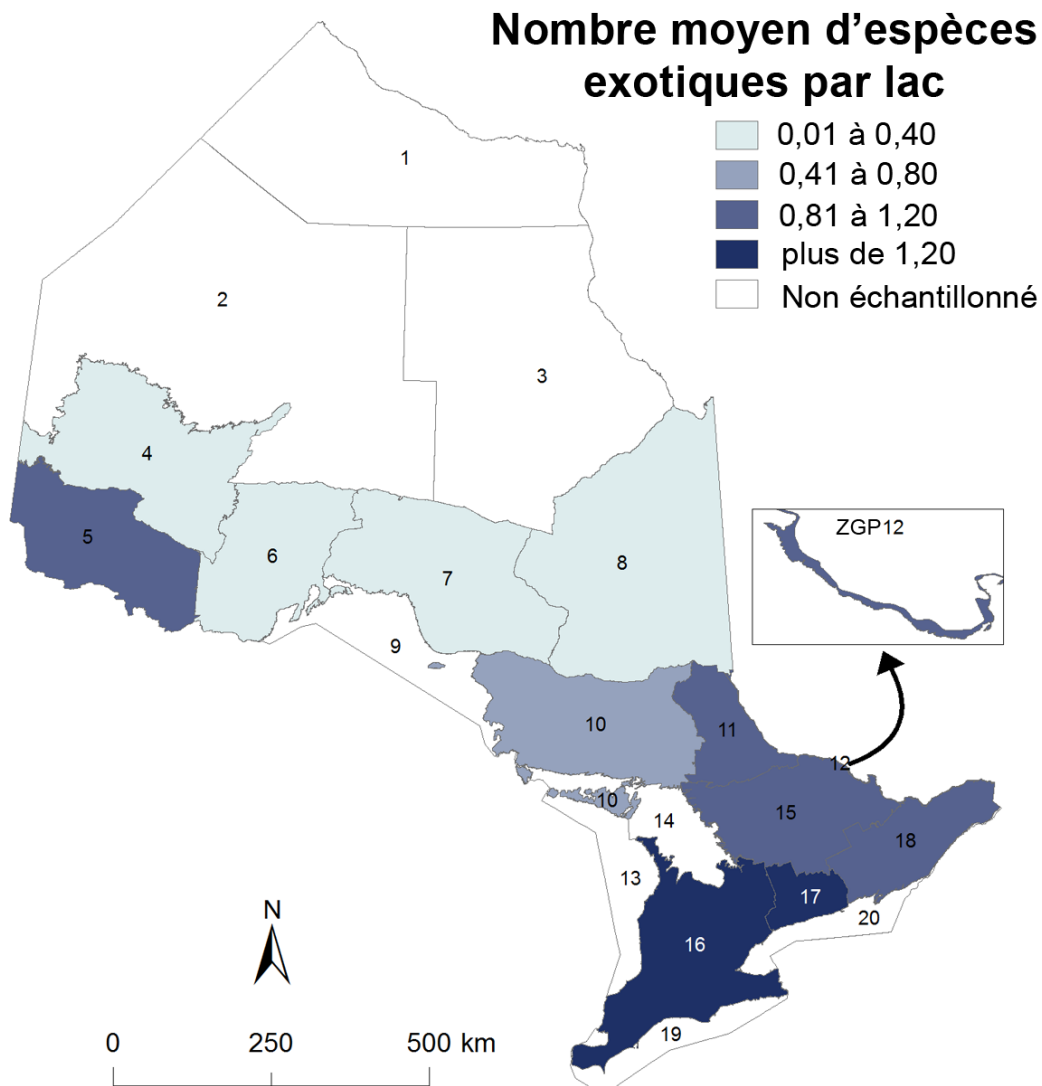 Nombre moyen d'espèces
exotiques par lac
0,01 à 0,40
0,41 à 0,80
0,81 à 1,20
plus de 1,20
Non échantillonné
1
2
3
4
5
6
7
8
ZGP12
9
10
11
12
10
14
15
18
13
17
20
16
19
N
0 250 500 km